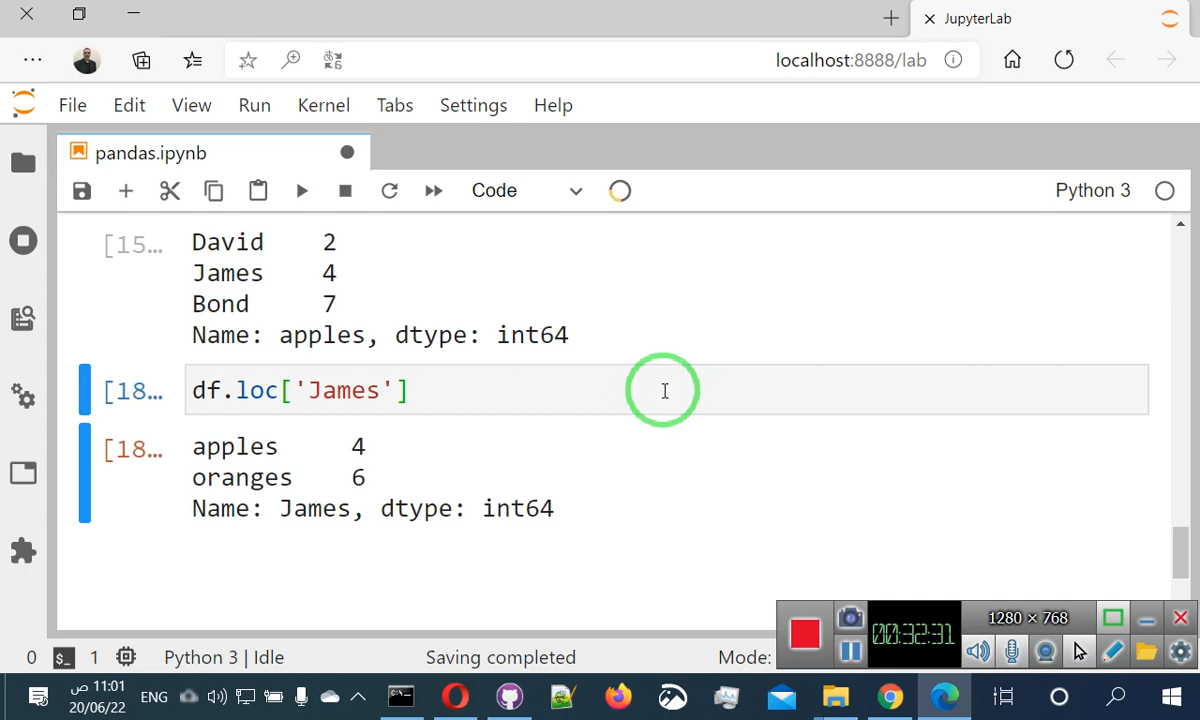 JupyterLab
localhost:8888/lab
File Edit View Run Kernel Tabs Settings Help
pandas.ipynb
Code
Python 3
[15… David 2
James 4
Bond 7
Name: apples, dtype: int64
[18… df.loc['James']
[18… apples 4
oranges 6
Name: James, dtype: int64
1280 × 768
00:32:31
0 1 Python 3 | Idle Saving completed Mode:
11:01 ص
ENG
20/06/22